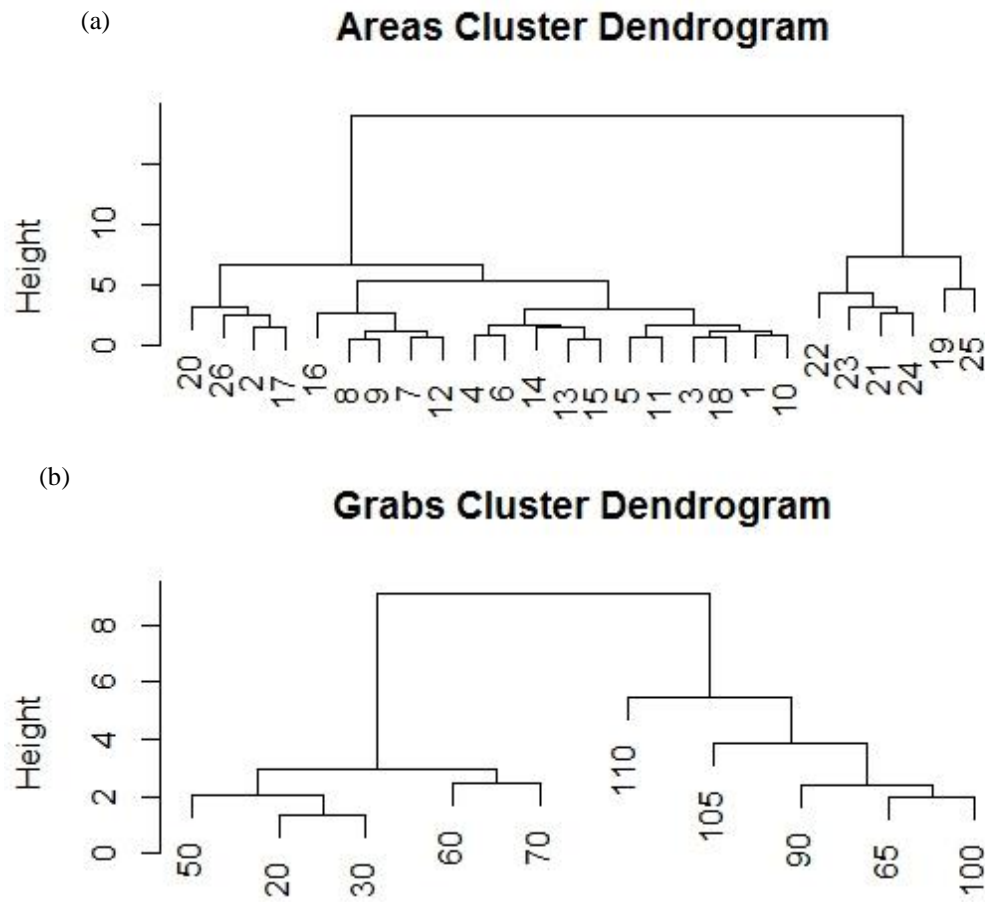 (a)
Areas Cluster Dendrogram
Height
10
5
0
20 26 2 17 16 8 9 7 12 4 6 14 13 15 5 11 3 18 1 10 22 23 21 24 19 25
(b)
Grabs Cluster Dendrogram
Height
8
6
4
2
0
50 20 30 60 70 110 105 90 65 100